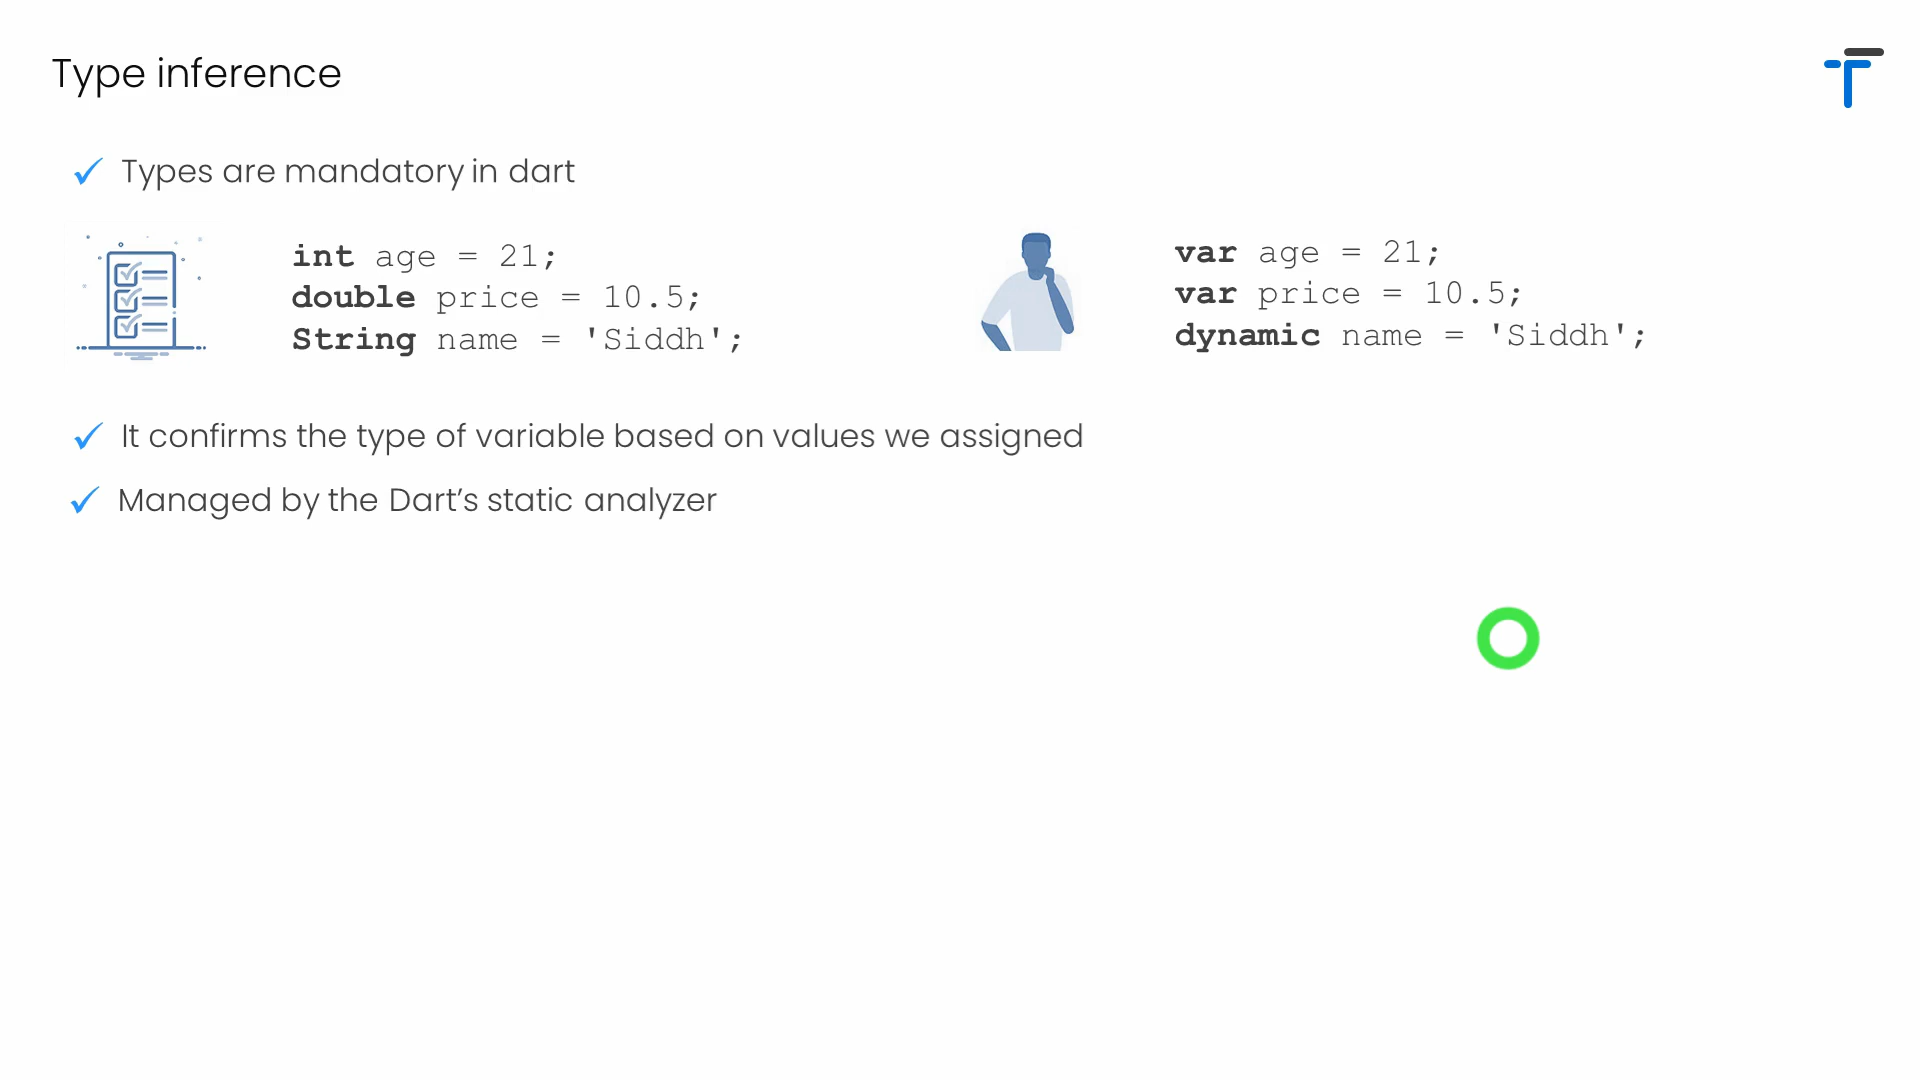 Type inference
Types are mandatory in dart
int age = 21;
double price = 10.5;
String name = 'Siddh';
var age = 21;
var price = 10.5;
dynamic name = 'Siddh';
It confirms the type of variable based on values we assigned
Managed by the Dart’s static analyzer